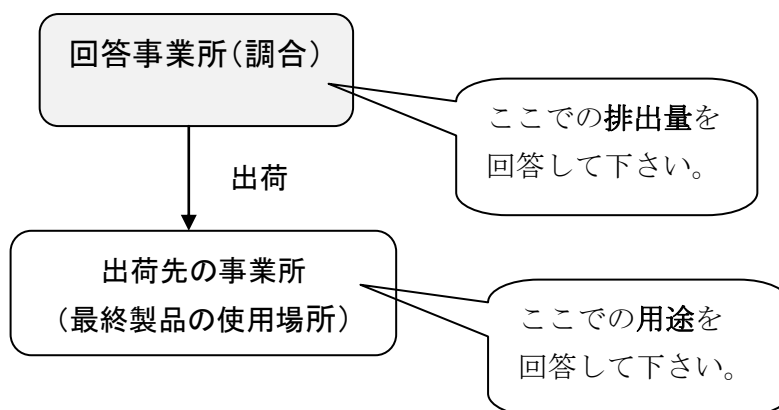 回答事業所（調合）
ここでの排出量を
回答して下さい。
出荷
出荷先の事業所
（最終製品の使用場所）
ここでの用途を
回答して下さい。